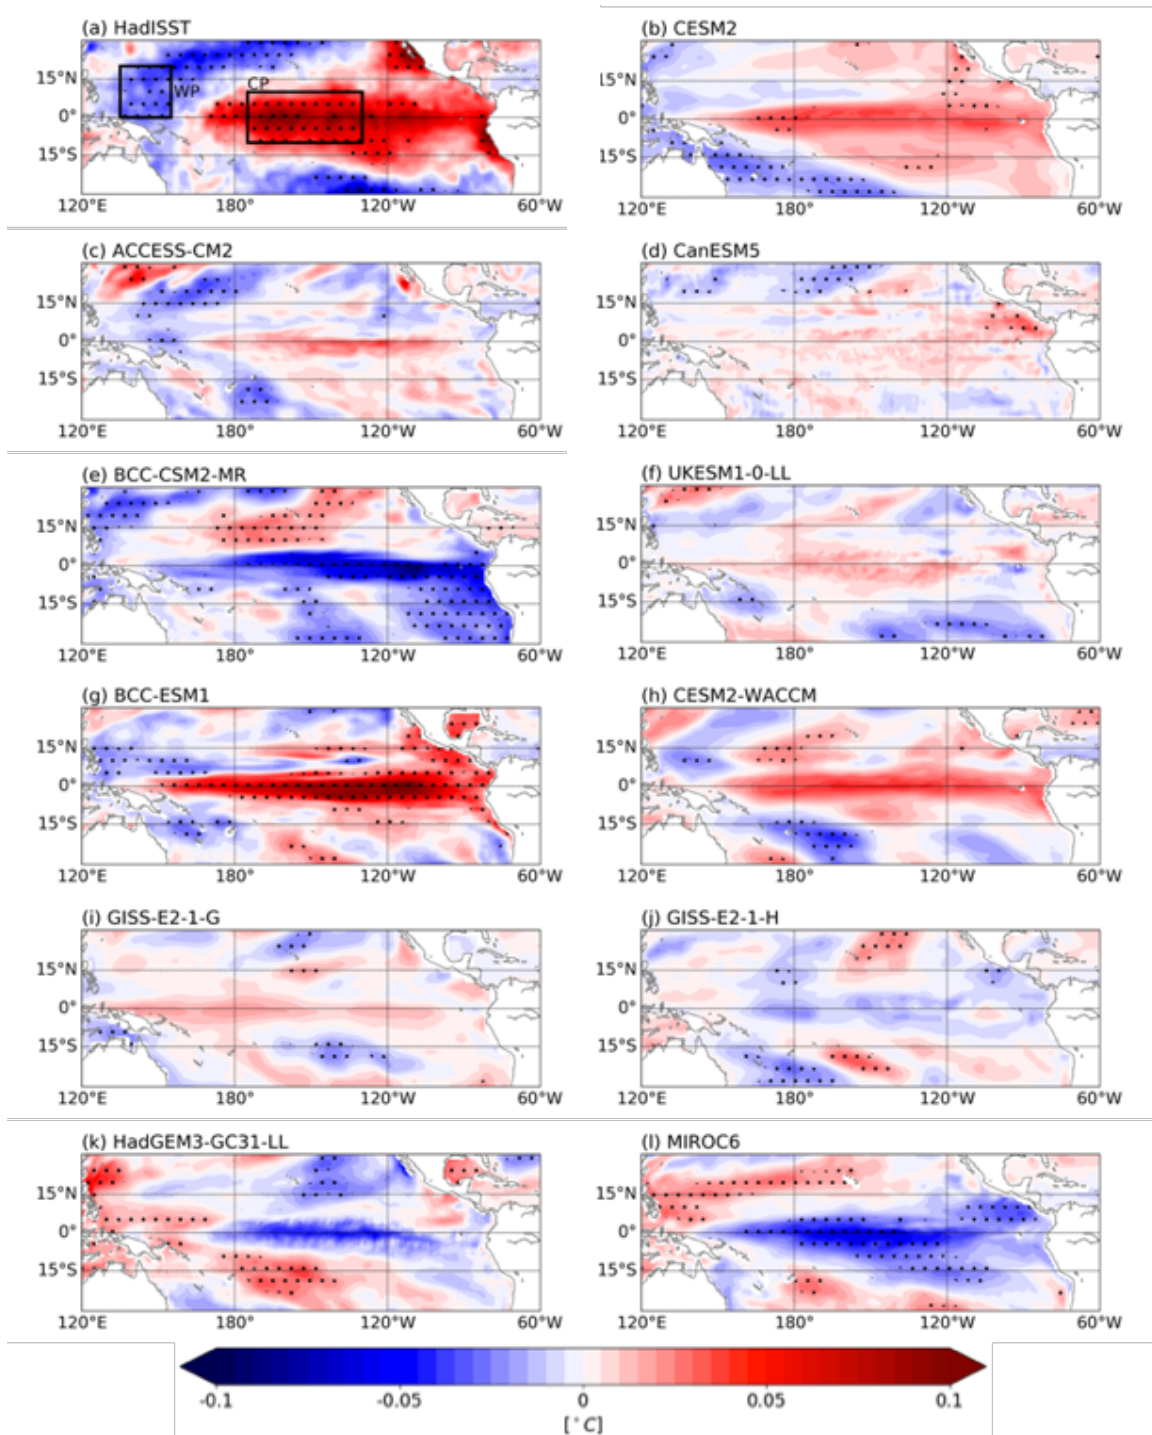 (a) HadISST
(b) CESM2
15°N
0°
15°S
WP
CP
120°E 180° 120°W 60°W
15°N
0°
15°S
120°E 180° 120°W 60°W
(c) ACCESS-CM2
(d) CanESM5
15°N
0°
15°S
120°E 180° 120°W 60°W
15°N
0°
15°S
120°E 180° 120°W 60°W
(e) BCC-CSM2-MR
(f) UKESM1-0-LL
15°N
0°
15°S
120°E 180° 120°W 60°W
15°N
0°
15°S
120°E 180° 120°W 60°W
(g) BCC-ESM1
(h) CESM2-WACCM
15°N
0°
15°S
120°E 180° 120°W 60°W
15°N
0°
15°S
120°E 180° 120°W 60°W
(i) GISS-E2-1-G
(j) GISS-E2-1-H
15°N
0°
15°S
120°E 180° 120°W 60°W
15°N
0°
15°S
120°E 180° 120°W 60°W
(k) HadGEM3-GC31-LL
(l) MIROC6
15°N
0°
15°S
120°E 180° 120°W 60°W
15°N
0°
15°S
120°E 180° 120°W 60°W
-0.1 -0.05 0 0.05 0.1
[°C]